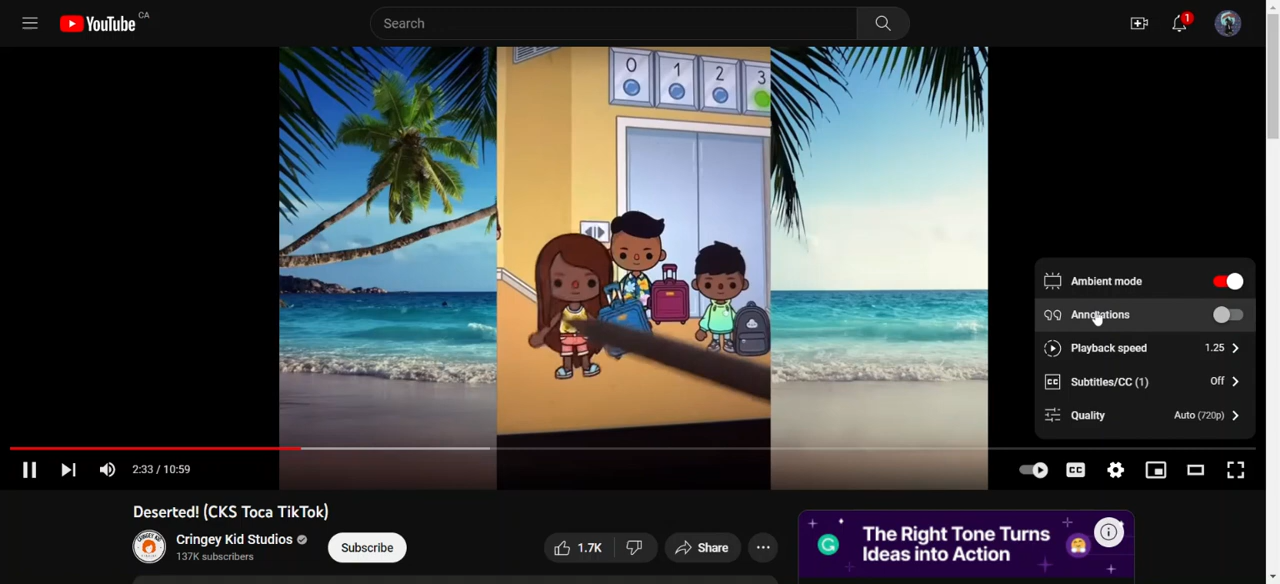 YouTube CA
Search
1
0 1 2 3
Ambient mode
Annotations
Playback speed 1.25
Subtitles/CC (1) Off
Quality Auto (720p)
2:33 / 10:59
CC
Deserted! (CKS Toca TikTok)
Cringey Kid Studios
137K subscribers
Subscribe
1.7K
Share
The Right Tone Turns
Ideas into Action